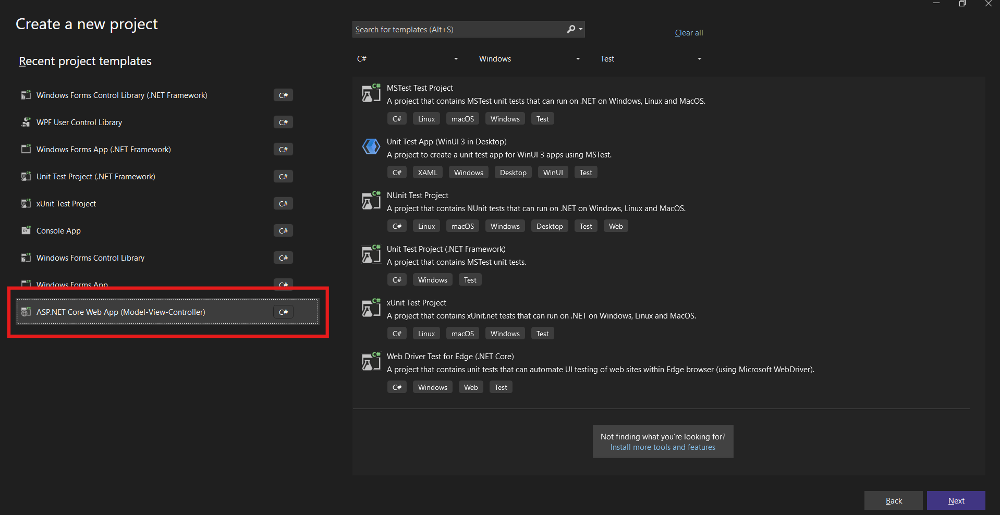 Create a new project
Recent project templates
Windows Forms Control Library (.NET Framework) C#
WPF User Control Library C#
Windows Forms App (.NET Framework) C#
Unit Test Project (.NET Framework) C#
xUnit Test Project C#
Console App C#
Windows Forms Control Library C#
Windows Forms App C#
ASP.NET Core Web App (Model-View-Controller) C#
Search for templates (Alt+S)
Clear all
C# Windows Test
MSTest Test Project
A project that contains MSTest unit tests that can run on .NET on Windows, Linux and MacOS.
C# Linux macOS Windows Test
Unit Test App (WinUI 3 in Desktop)
A project to create a unit test app for WinUI 3 apps using MSTest.
C# XAML Windows Desktop WinUI Test
NUnit Test Project
A project that contains NUnit tests that can run on .NET on Windows, Linux and MacOS.
C# Linux macOS Windows Desktop Test Web
Unit Test Project (.NET Framework)
A project that contains MSTest unit tests.
C# Windows Test
xUnit Test Project
A project that contains xUnit.net tests that can run on .NET on Windows, Linux and MacOS.
C# Linux macOS Windows Test
Web Driver Test for Edge (.NET Core)
A project that contains unit tests that can automate UI testing of web sites within Edge browser (using Microsoft WebDriver).
C# Windows Web Test
Not finding what you're looking for?
Install more tools and features
Back Next